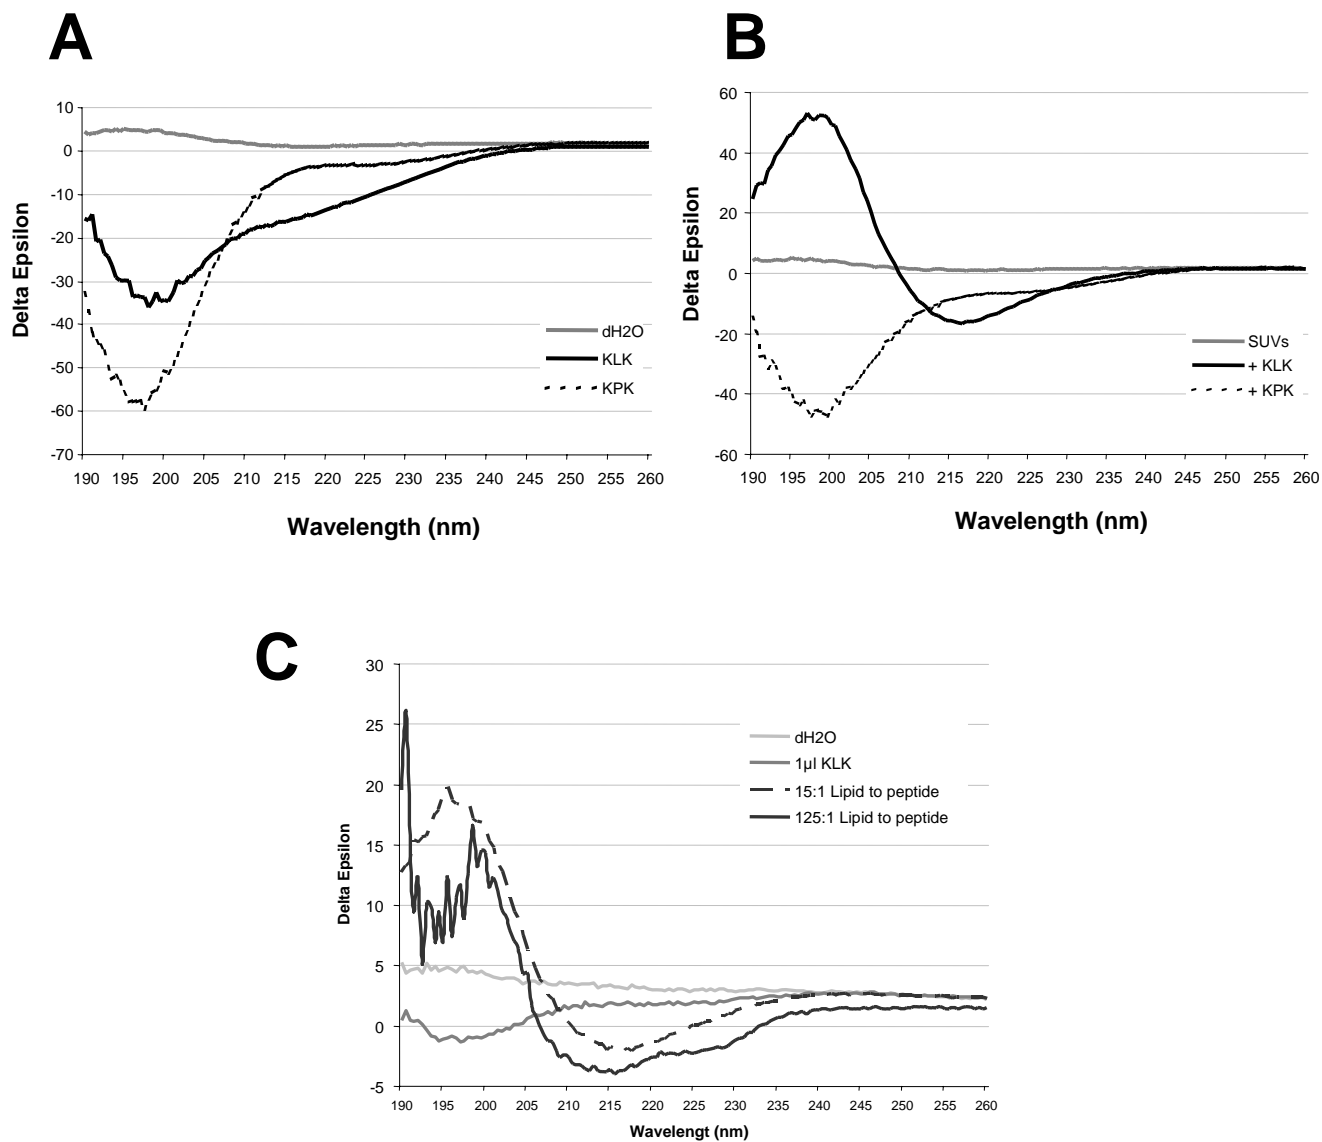 A
10
0
-10
-20
-30
-40
-50
-60
-70
Delta Epsilon
dH2O
KLK
KPK
190 195 200 205 210 215 220 225 230 235 240 245 250 255 260
Wavelength (nm)
B
60
40
20
0
-20
-40
-60
Delta Epsilon
SUVs
+ KLK
+ KPK
190 195 200 205 210 215 220 225 230 235 240 245 250 255 260
Wavelength (nm)
C
30
25
20
15
10
5
0
-5
Delta Epsilon
dH2O
1µl KLK
15:1 Lipid to peptide
125:1 Lipid to peptide
190 195 200 205 210 215 220 225 230 235 240 245 250 255 260
Wavelengt (nm)